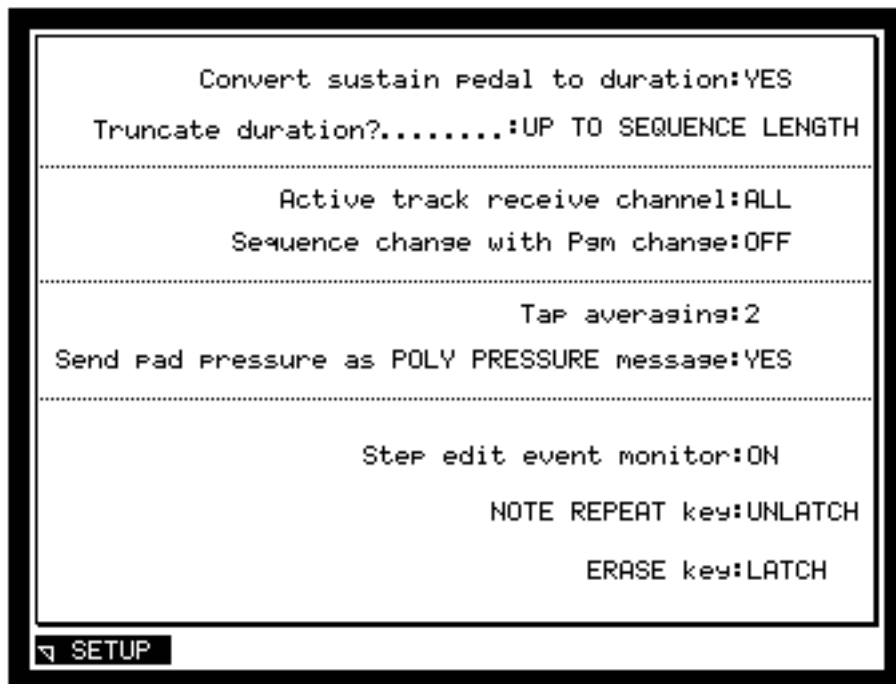 Convert sustain pedal to duration:YES
Truncate duration?........:UP TO SEQUENCE LENGTH
Active track receive channel:ALL
Sequence change with Pgm change:OFF
Tap averaging:2
Send pad pressure as POLY PRESSURE message:YES
Step edit event monitor:ON
NOTE REPEAT key:UNLATCH
ERASE key:LATCH
SETUP